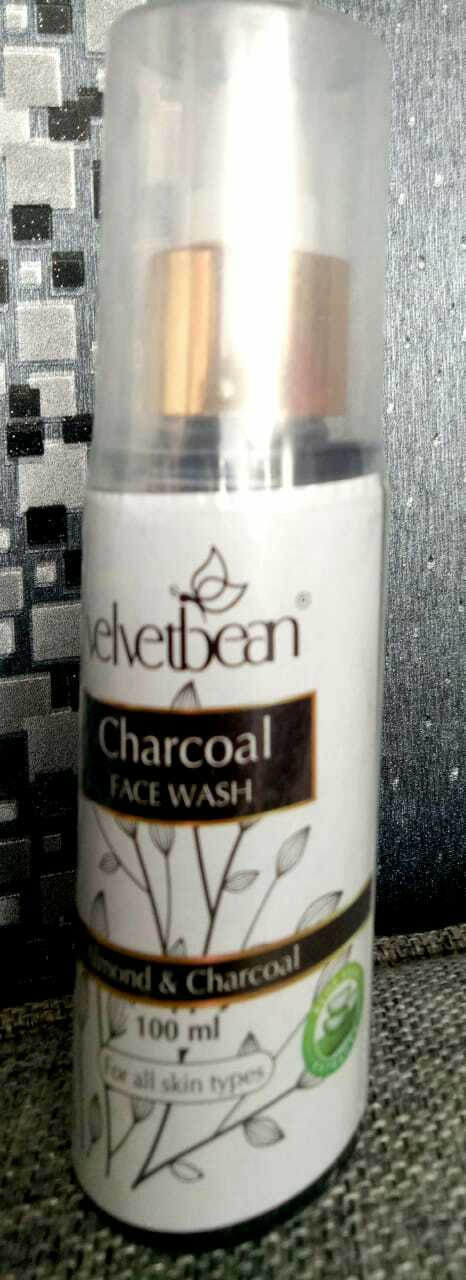 velvetbean®
Charcoal
FACE WASH
Almond & Charcoal
100 ml
For all skin types